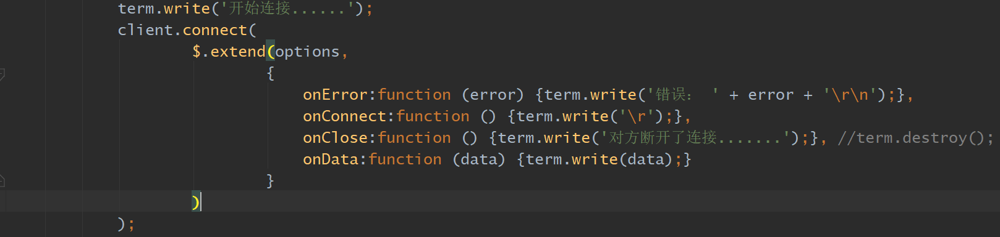 term.write('开始连接......');
client.connect(
$.extend(options,
{
onError:function (error) {term.write('错误： ' + error + '\r\n');},
onConnect:function () {term.write('\r');},
onClose:function () {term.write('对方断开了连接.......');}, //term.destroy();
onData:function (data) {term.write(data);}
}
)
);